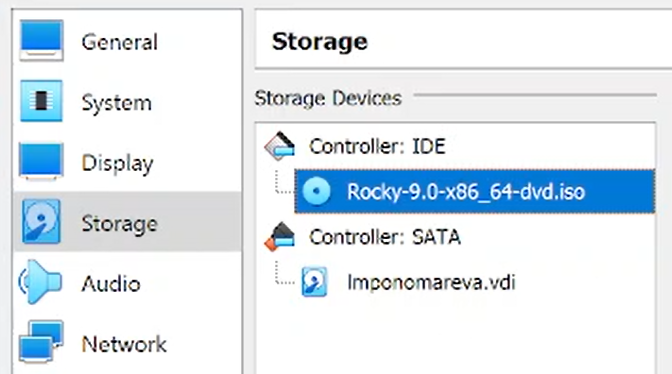 General
System
Display
Storage
Audio
Network
Storage
Storage Devices
Controller: IDE
Rocky-9.0-x86_64-dvd.iso
Controller: SATA
lmponomareva.vdi